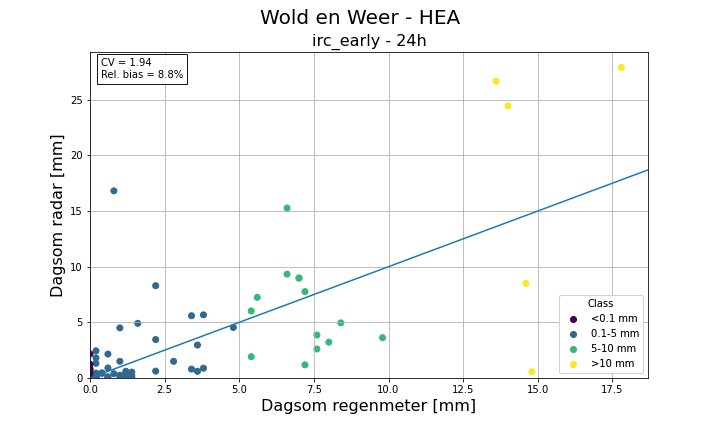 Wold en Weer - HEA
irc_early - 24h
CV = 1.94
Rel. bias = 8.8%
Dagsom radar [mm]
25
20
15
10
5
0
0.0 2.5 5.0 7.5 10.0 12.5 15.0 17.5
Dagsom regenmeter [mm]
Class
<0.1 mm
0.1-5 mm
5-10 mm
>10 mm